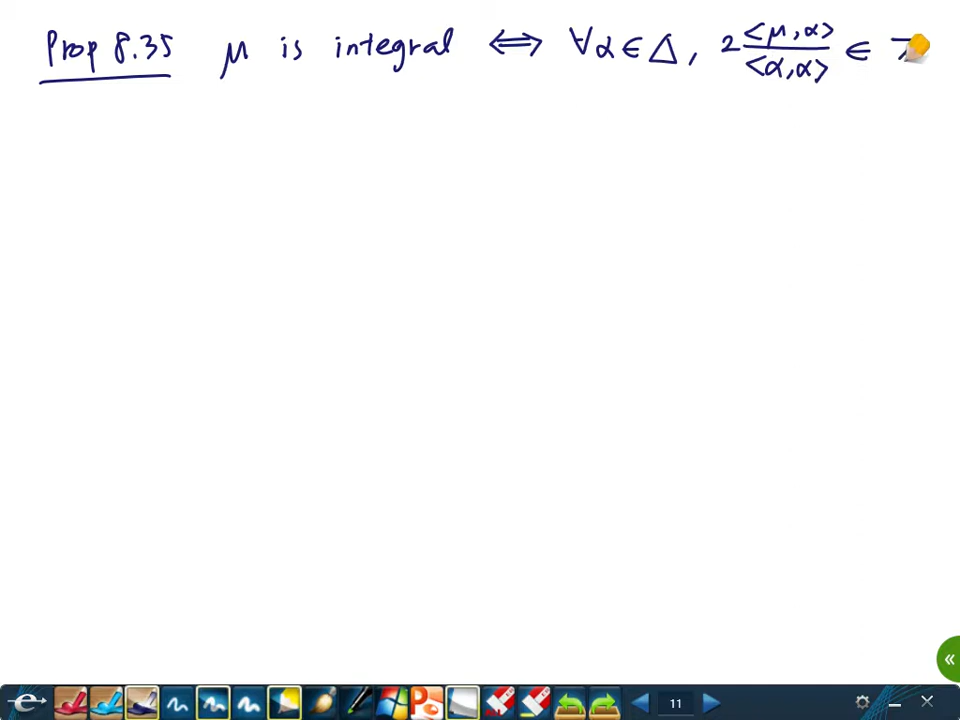 Prop 8.35 μ is integral ⟺ ∀α ∈ Δ, 2 <μ,α>/<α,α> ∈
11